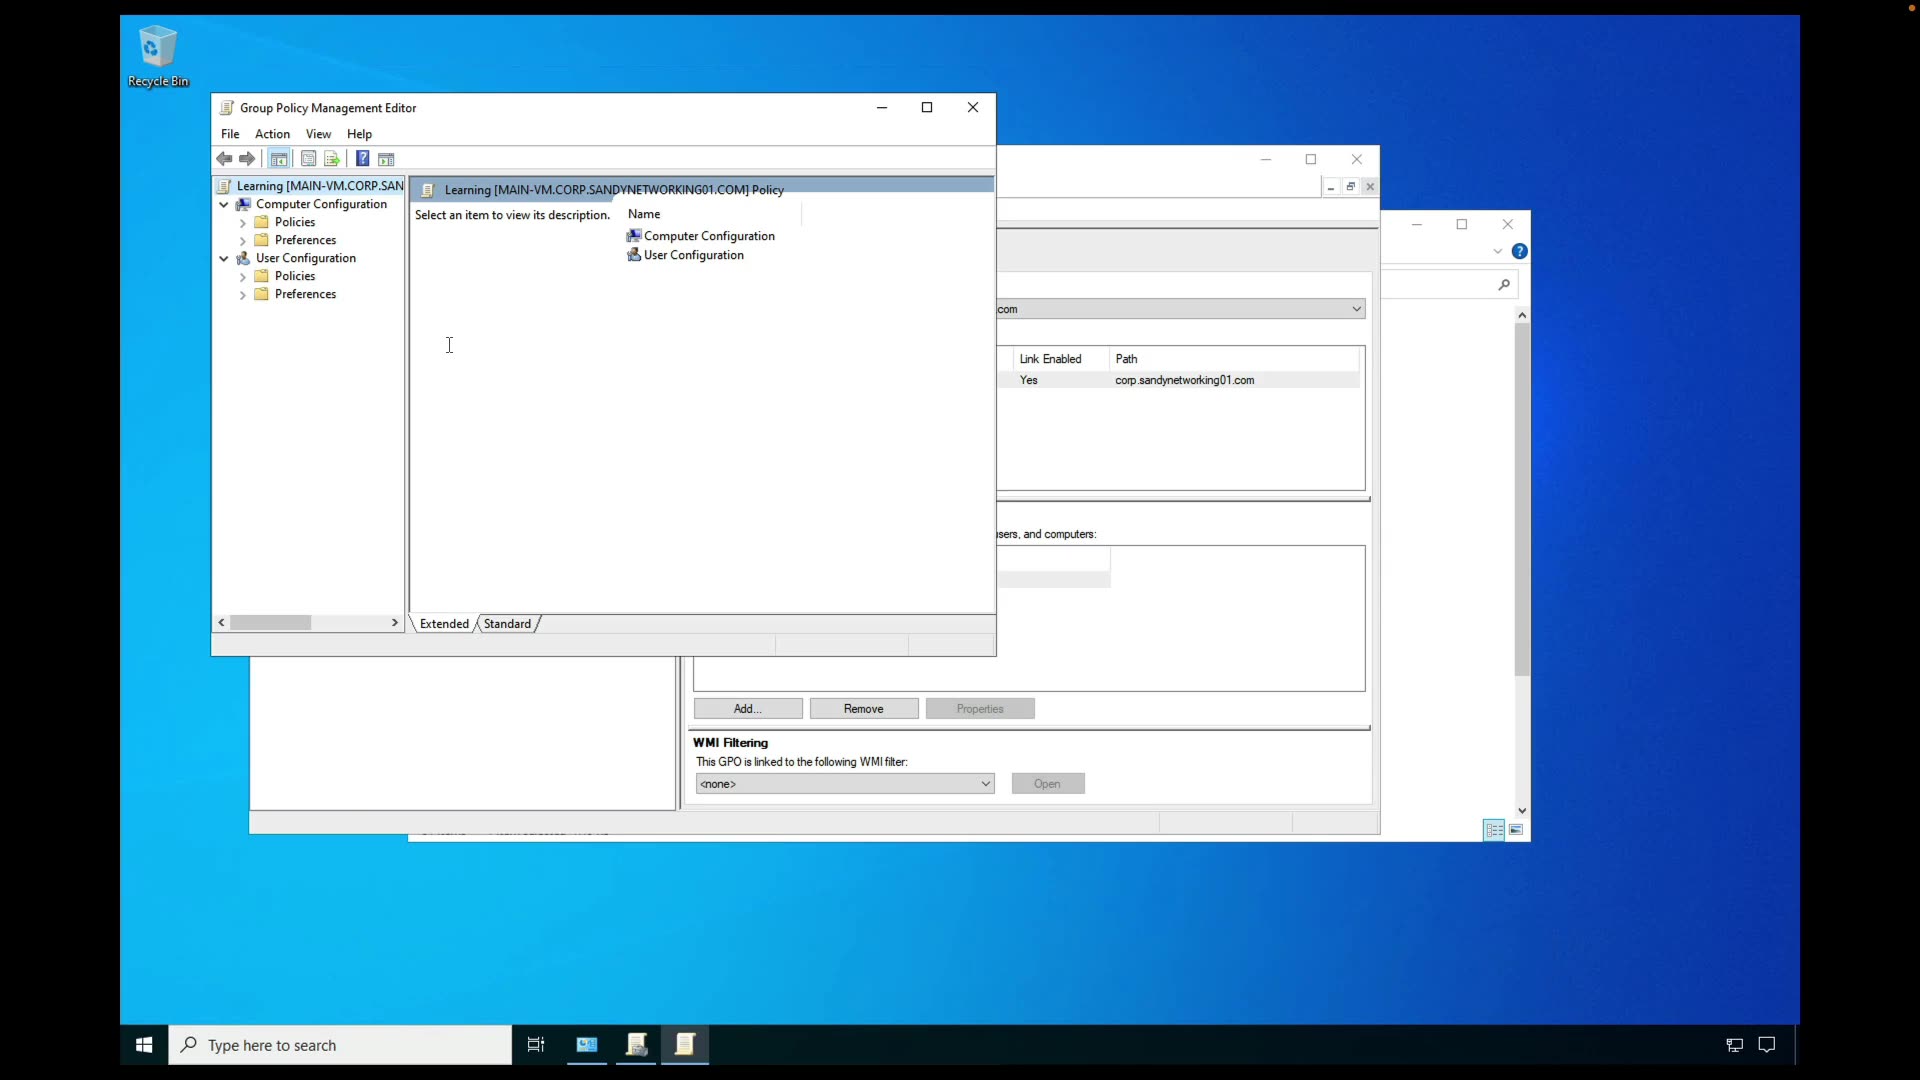 Recycle Bin
Group Policy Management Editor
File Action View Help
Learning [MAIN-VM.CORP.SAN
Computer Configuration
Policies
Preferences
User Configuration
Policies
Preferences
Learning [MAIN-VM.CORP.SANDYNETWORKING01.COM] Policy
Select an item to view its description.
Name
Computer Configuration
User Configuration
Extended Standard
com
Link Enabled Path
Yes corp.sandynetworking01.com
users, and computers:
Add... Remove Properties
WMI Filtering
This GPO is linked to the following WMI filter:
<none> Open
Type here to search